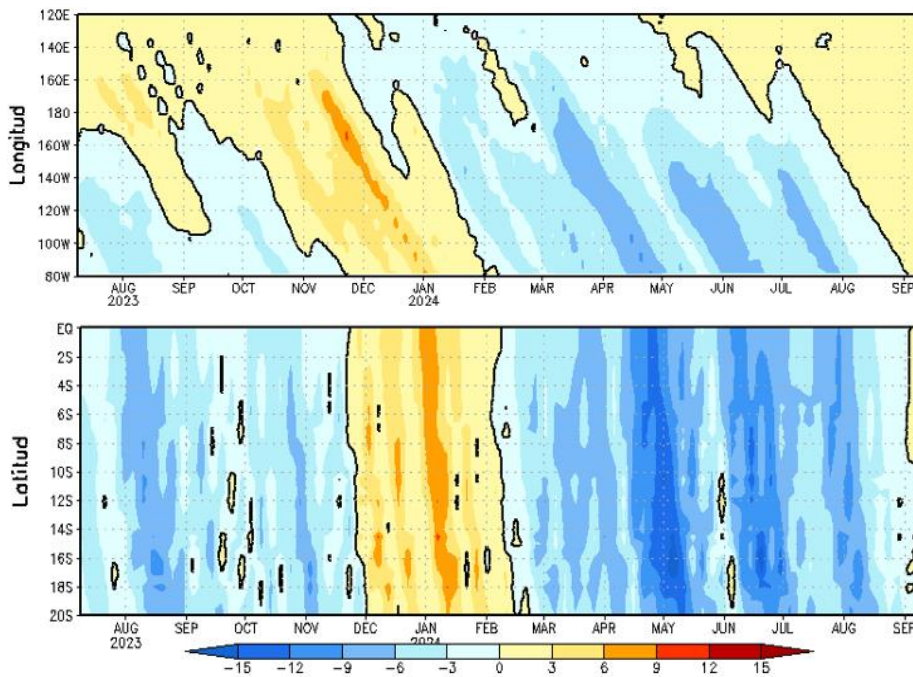 120E
140E
160E
180
160W
140W
120W
100W
80W
Longitud
AUG SEP OCT NOV DEC JAN FEB MAR APR MAY JUN JUL AUG SEP
2023 2024
EQ
2S
4S
6S
8S
10S
12S
14S
16S
18S
20S
Latitud
AUG SEP OCT NOV DEC JAN FEB MAR APR MAY JUN JUL AUG SEP
2023 2024
-15 -12 -9 -6 -3 0 3 6 9 12 15